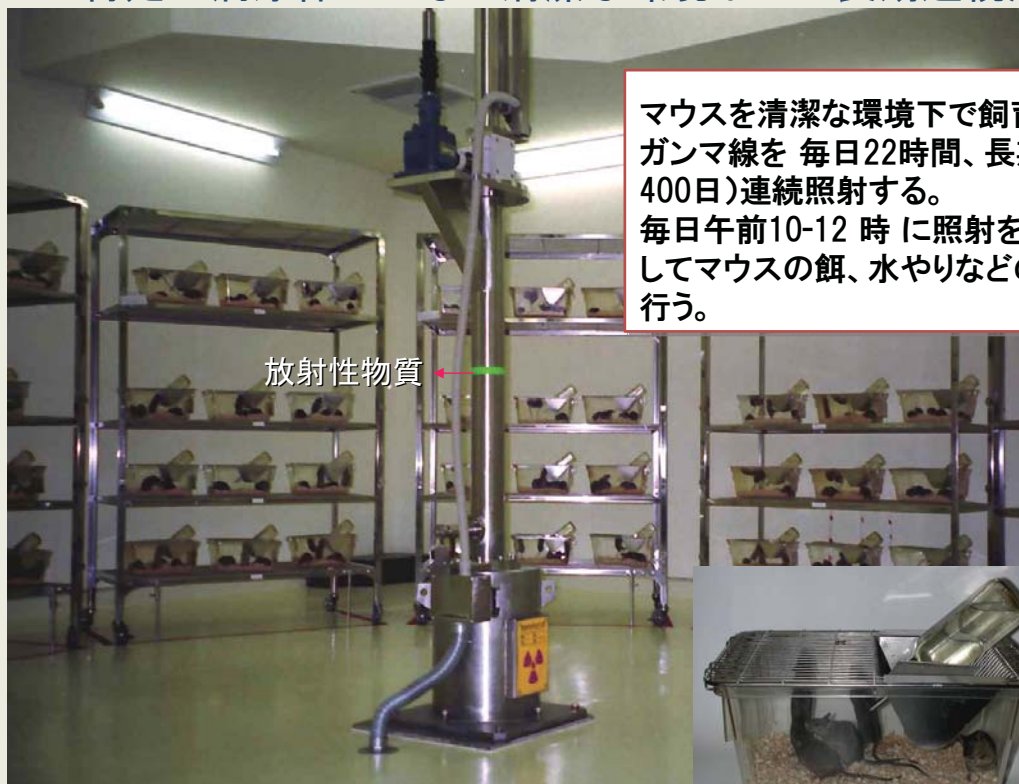 マウスを清潔な環境下で飼育
ガンマ線を 毎日22時間、長
400日)連続照射する。
毎日午前10-12 時 に照射を
してマウスの餌、水やりなど
行う。
放射性物質